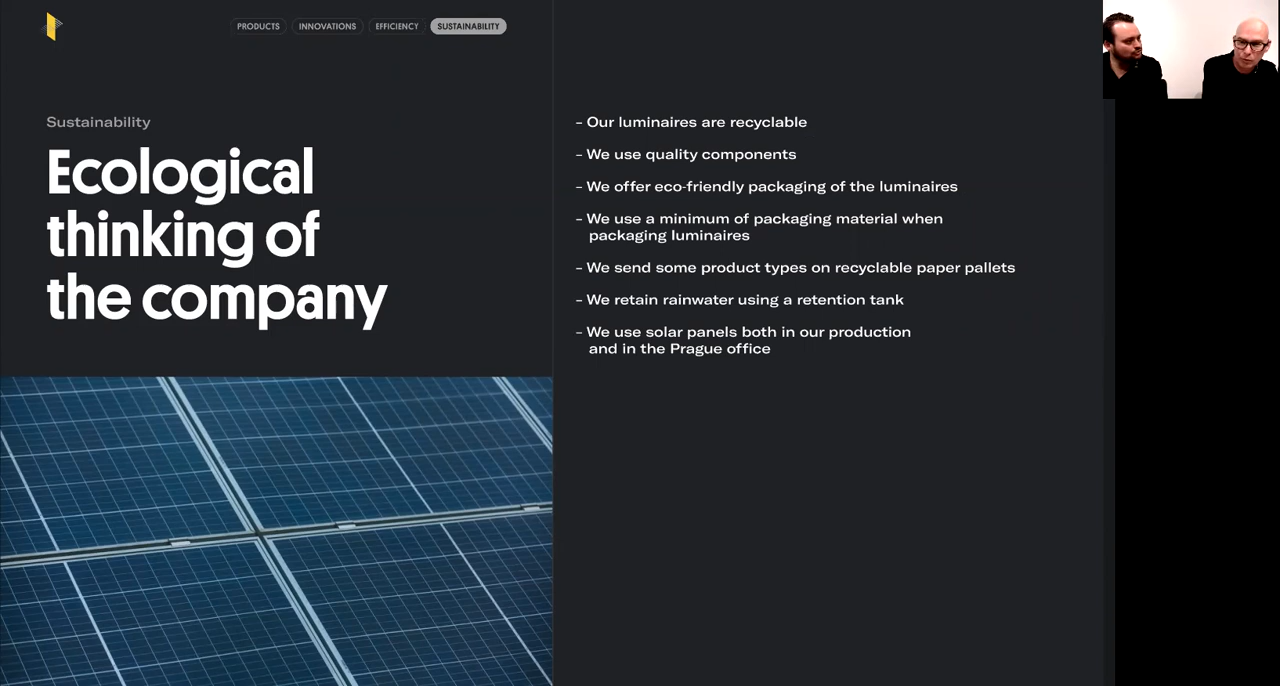 PRODUCTS
INNOVATIONS
EFFICIENCY
SUSTAINABILITY
Sustainability
Ecological
thinking of
the company
– Our luminaires are recyclable
– We use quality components
– We offer eco-friendly packaging of the luminaires
– We use a minimum of packaging material when
packaging luminaires
– We send some product types on recyclable paper pallets
– We retain rainwater using a retention tank
– We use solar panels both in our production
and in the Prague office